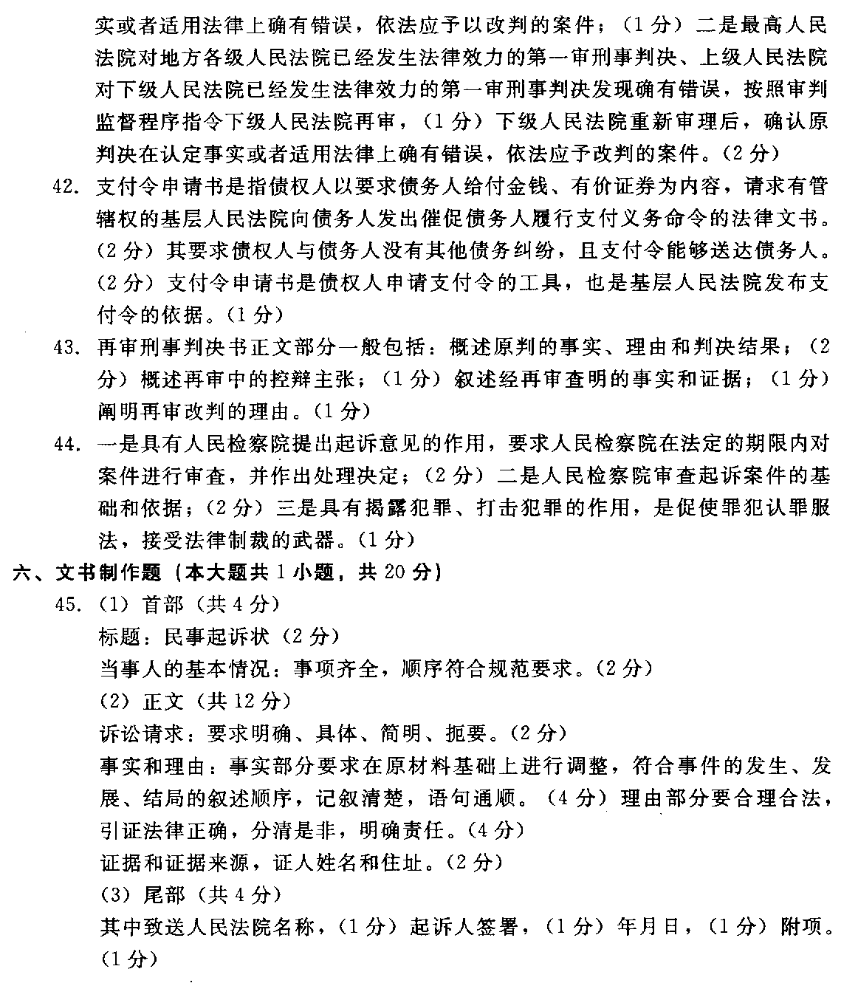 实或者适用法律上确有错误，依法应予以改判的案件；（1 分）二是最高人民
法院对地方各级人民法院已经发生法律效力的第一审刑事判决、上级人民法院
对下级人民法院已经发生法律效力的第一审刑事判决发现确有错误，按照审判
监督程序指令下级人民法院再审，（1 分）下级人民法院重新审理后，确认原
判决在认定事实或者适用法律上确有错误，依法应予改判的案件。（2 分）
42. 支付令申请书是指债权人以要求债务人给付金钱、有价证券为内容，请求有管
辖权的基层人民法院向债务人发出催促债务人履行支付义务命令的法律文书。
（2 分）其要求债权人与债务人没有其他债务纠纷，且支付令能够送达债务人。
（2 分）支付令申请书是债权人申请支付令的工具，也是基层人民法院发布支
付令的依据。（1 分）
43. 再审刑事判决书正文部分一般包括：概述原判的事实、理由和判决结果；（2
分）概述再审中的控辩主张；（1 分）叙述经再审查明的事实和证据；（1 分）
阐明再审改判的理由。（1 分）
44. 一是具有人民检察院提出起诉意见的作用，要求人民检察院在法定的期限内对
案件进行审查，并作出处理决定；（2 分）二是人民检察院审查起诉案件的基
础和依据；（2 分）三是具有揭露犯罪、打击犯罪的作用，是促使罪犯认罪服
法，接受法律制裁的武器。（1 分）
六、文书制作题（本大题共 1 小题，共 20 分）
45.（1）首部（共 4 分）
标题：民事起诉状（2 分）
当事人的基本情况：事项齐全，顺序符合规范要求。（2 分）
（2）正文（共 12 分）
诉讼请求：要求明确、具体、简明、扼要。（2 分）
事实和理由：事实部分要求在原材料基础上进行调整，符合事件的发生、发
展、结局的叙述顺序，记叙清楚，语句通顺。（4 分）理由部分要合理合法，
引证法律正确，分清是非，明确责任。（4 分）
证据和证据来源，证人姓名和住址。（2 分）
（3）尾部（共 4 分）
其中致送人民法院名称，（1 分）起诉人签署，（1 分）年月日，（1 分）附项。
（1 分）